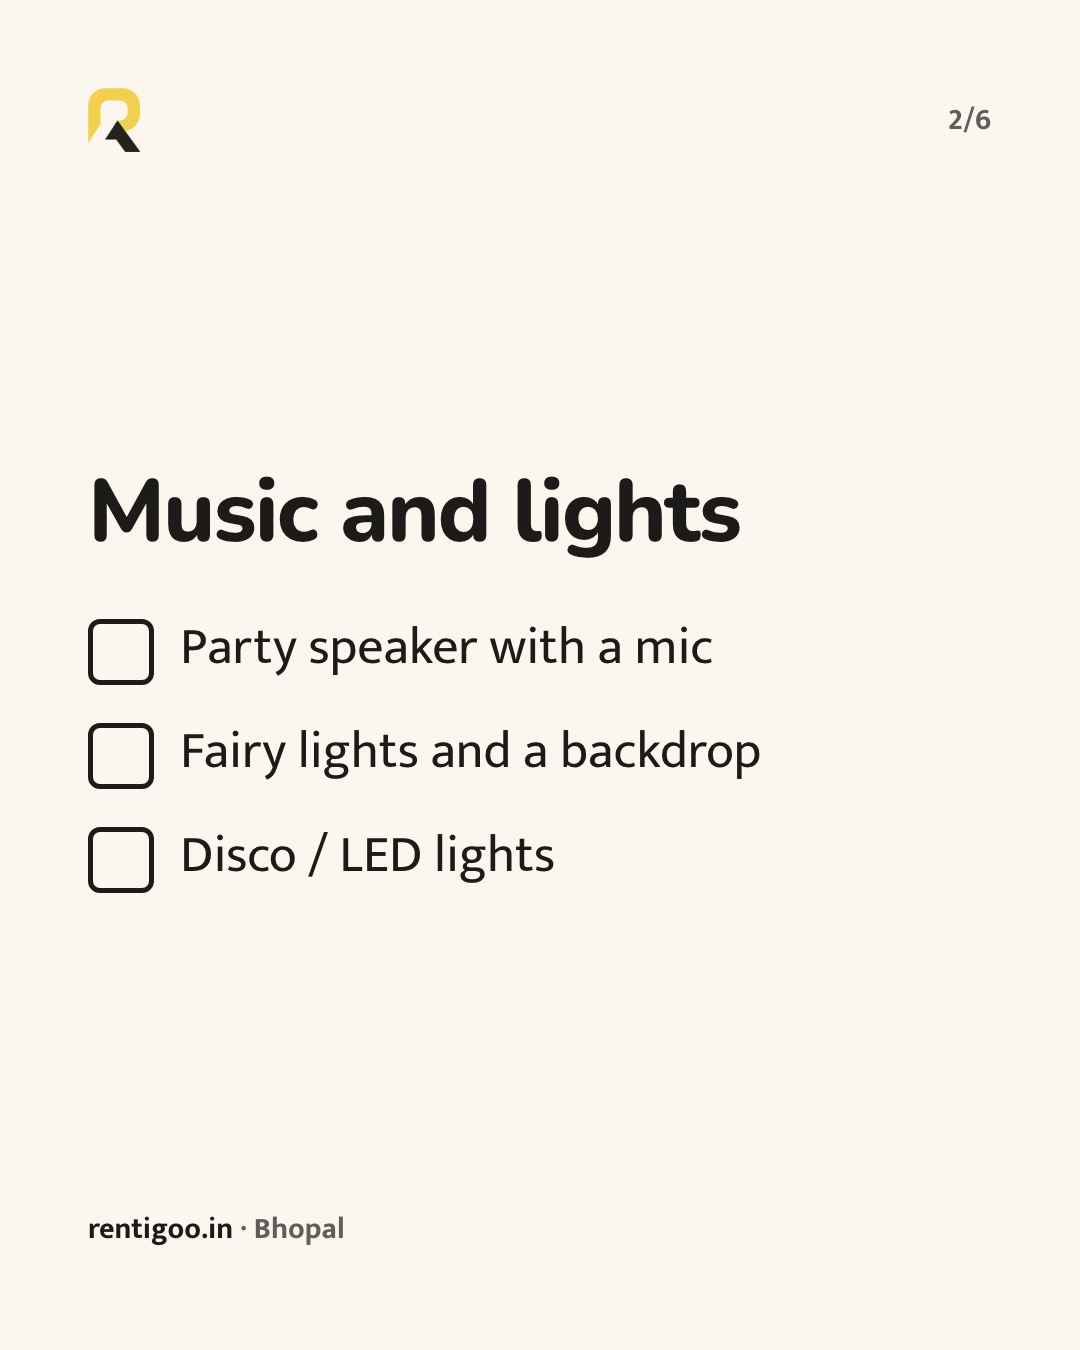 2/6
Music and lights
Party speaker with a mic
Fairy lights and a backdrop
Disco / LED lights
rentigoo.in · Bhopal